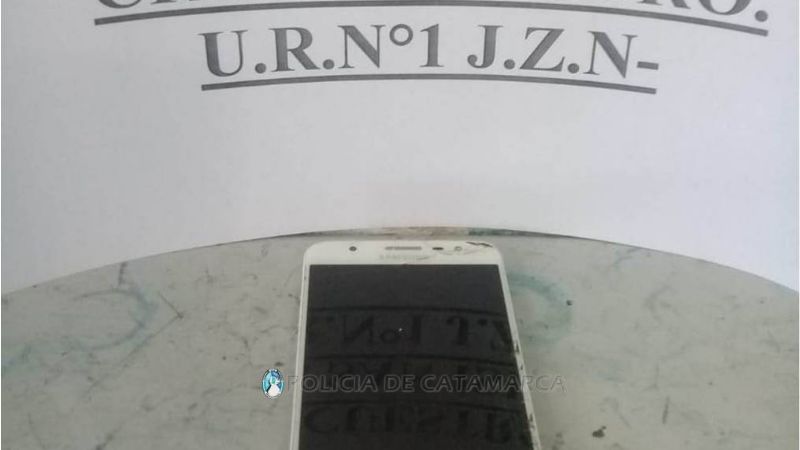 U.R.N°1 J.Z.N-
SAMSUNG
POLICIA DE CATAMARCA